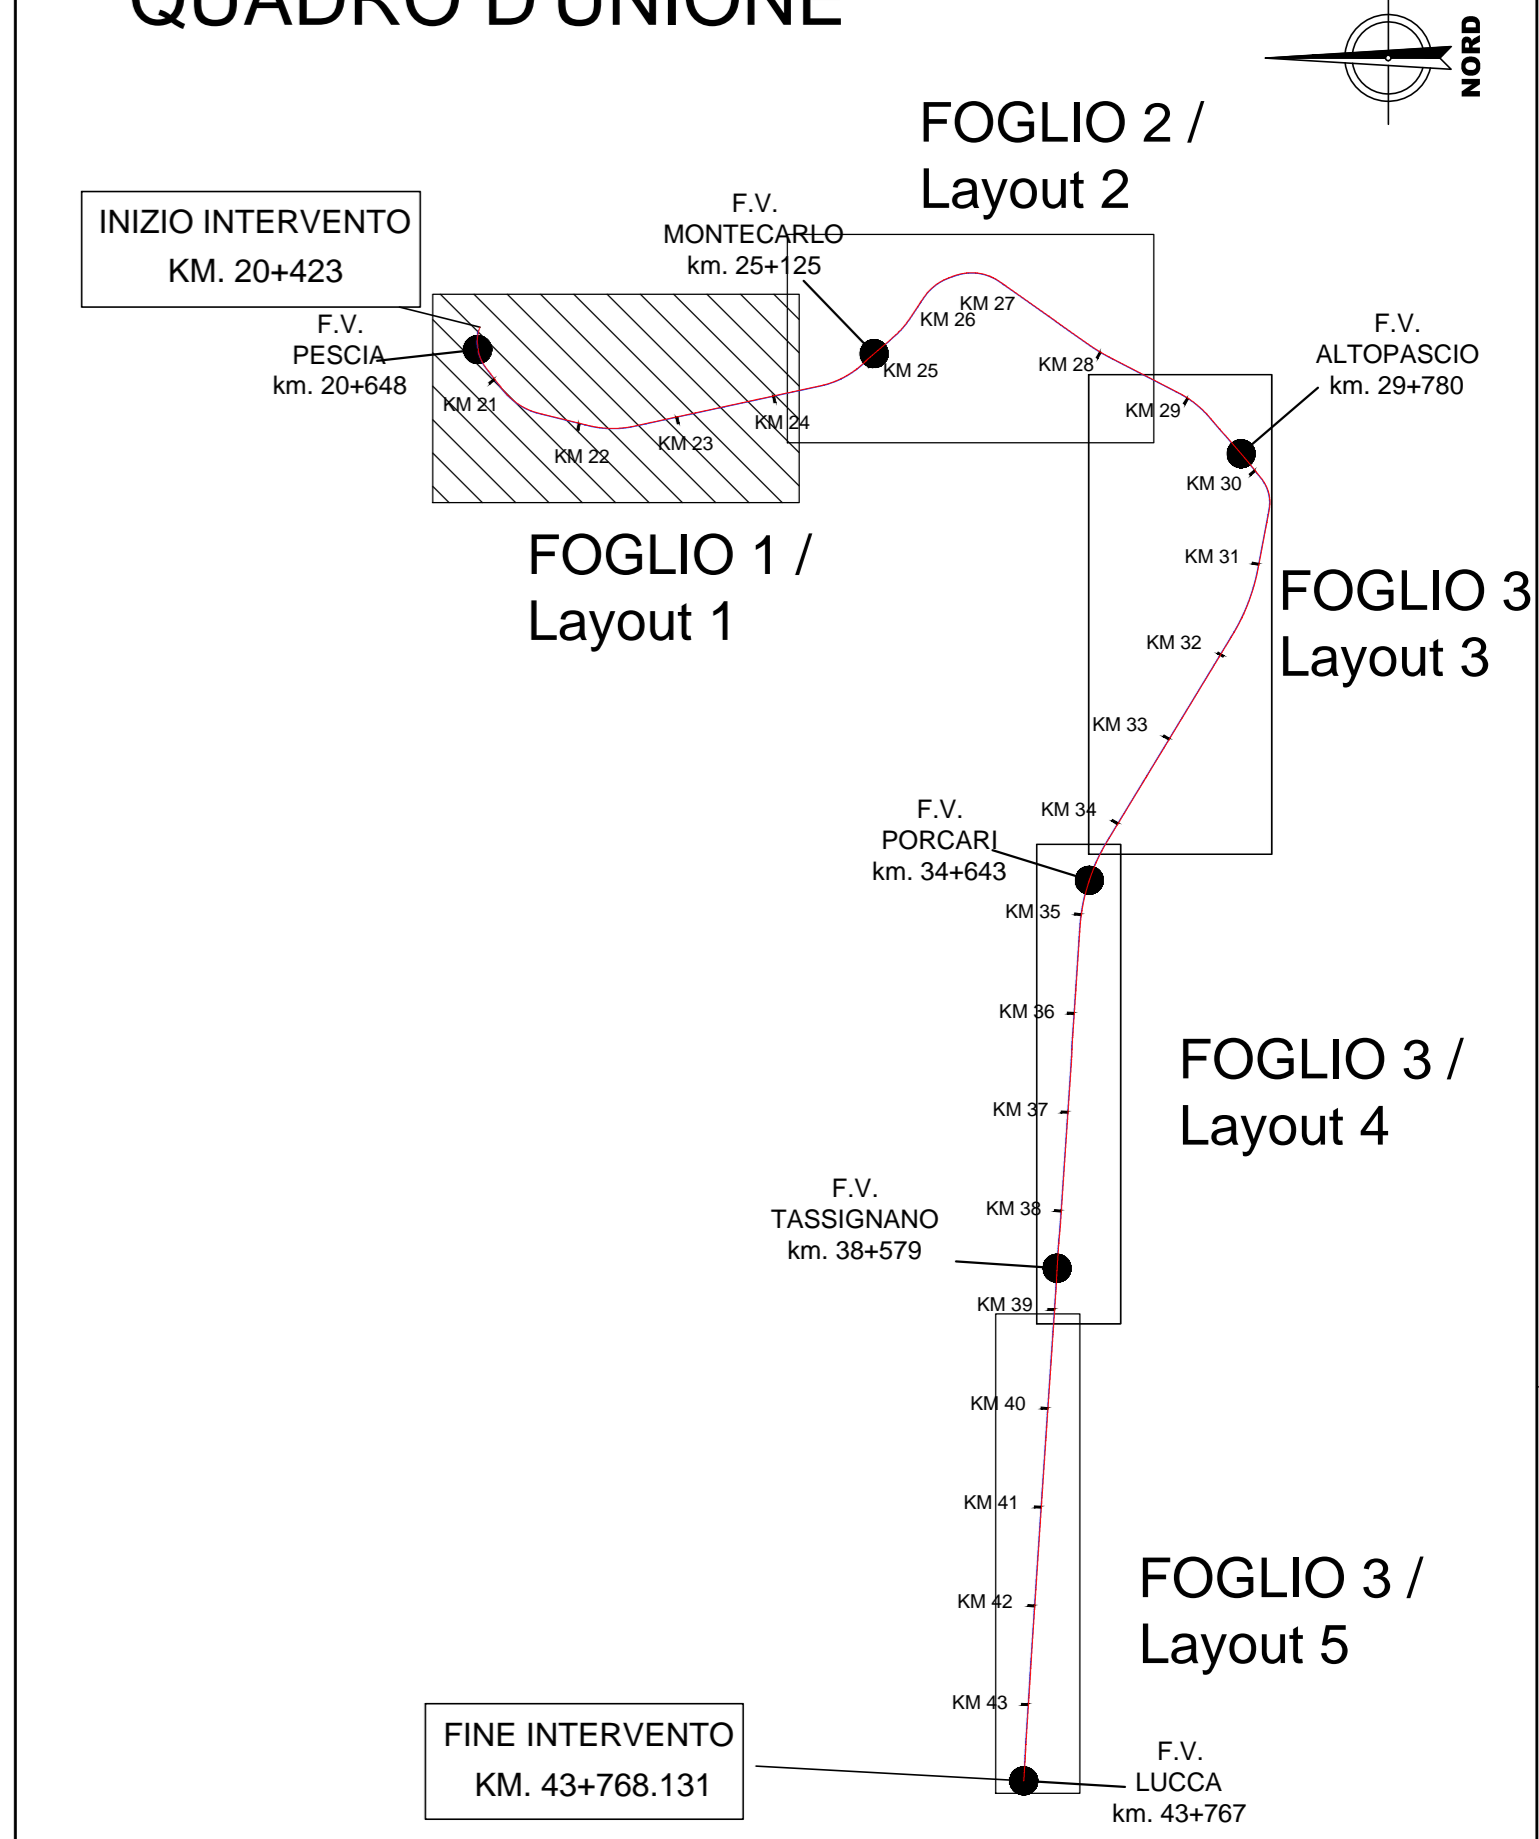 QUADRO D'UNIONE
NORD
FOGLIO 2 /
Layout 2
INIZIO INTERVENTO
KM. 20+423
F.V.
MONTECARLO
km. 25+125
F.V.
PESCIA
km. 20+648
F.V.
ALTOPASCIO
km. 29+780
KM 21
KM 22
KM 23
KM 24
KM 25
KM 26
KM 27
KM 28
KM 29
KM 30
FOGLIO 1 /
Layout 1
KM 31
FOGLIO 3
Layout 3
KM 32
KM 33
KM 34
F.V.
PORCARI
km. 34+643
KM 35
KM 36
FOGLIO 3 /
Layout 4
KM 37
KM 38
F.V.
TASSIGNANO
km. 38+579
KM 39
KM 40
KM 41
FOGLIO 3 /
Layout 5
KM 42
KM 43
FINE INTERVENTO
KM. 43+768.131
F.V.
LUCCA
km. 43+767